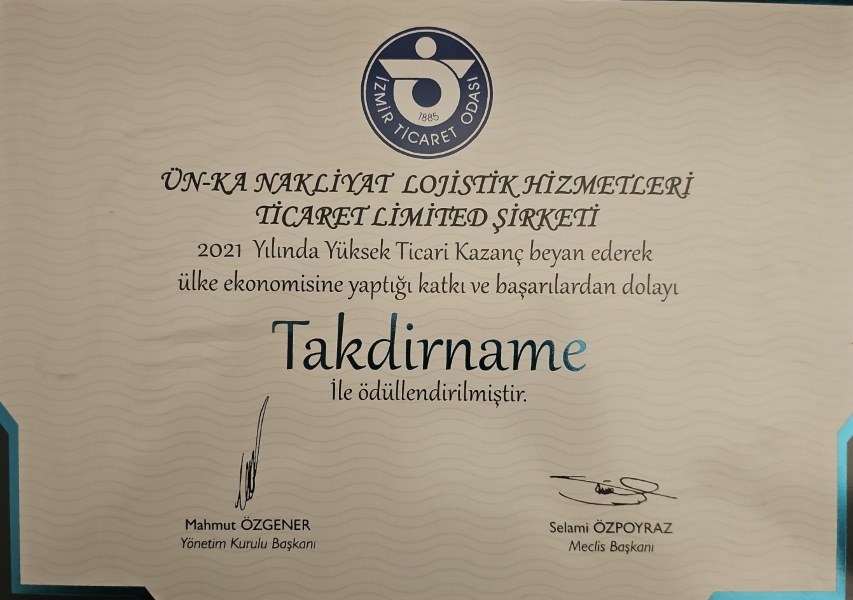 İZMİR TİCARET ODASI
1885
ÜN-KA NAKLİYAT LOJİSTİK HİZMETLERİ
TİCARET LİMİTED ŞİRKETİ
2021 Yılında Yüksek Ticari Kazanç beyan ederek
ülke ekonomisine yaptığı katkı ve başarılardan dolayı
Takdirname
İle ödüllendirilmiştir.
Mahmut ÖZGENER
Yönetim Kurulu Başkanı
Selami ÖZPOYRAZ
Meclis Başkanı